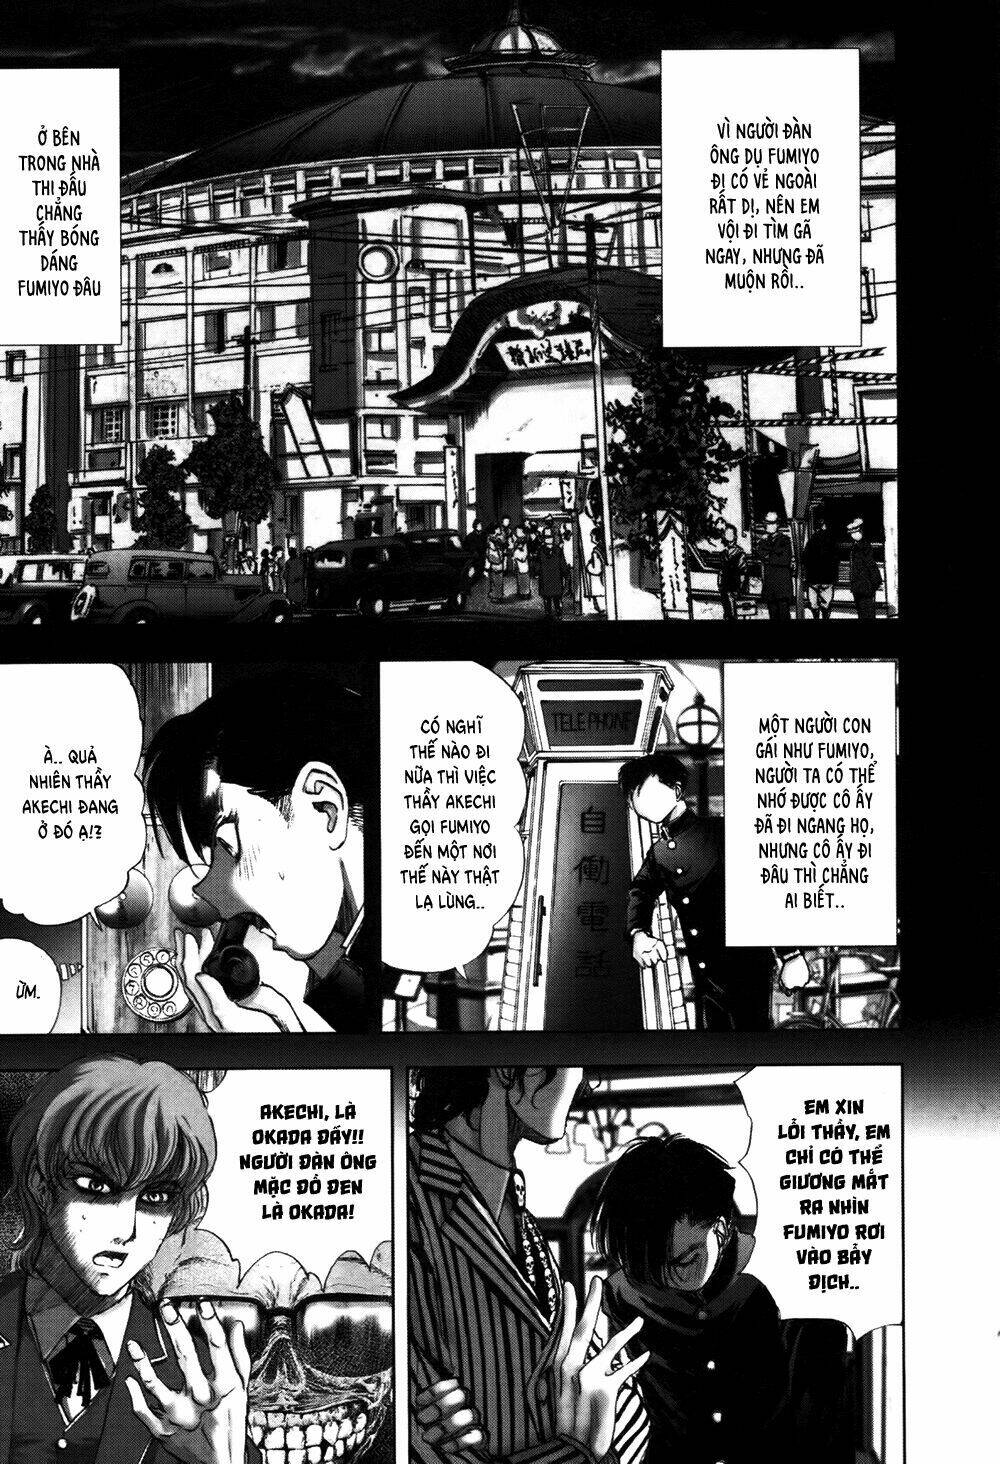 VÌ NGƯỜI ĐÀN
ÔNG DỤ FUMIYO
ĐI CÓ VẺ NGOÀI
RẤT DỊ, NÊN EM
VỘI ĐI TÌM GÃ
NGAY, NHƯNG ĐÃ
MUỘN RỒI..
Ở BÊN
TRONG NHÀ
THI ĐẤU
CHẲNG
THẤY BÓNG
DÁNG
FUMIYO ĐÂU
MỘT NGƯỜI CON
GÁI NHƯ FUMIYO,
NGƯỜI TA CÓ THỂ
NHỚ ĐƯỢC CÔ ẤY
ĐÃ ĐI NGANG HỌ,
NHƯNG CÔ ẤY ĐI
ĐÂU THÌ CHẲNG
AI BIẾT..
TELEPHONE
自
働
電
話
CÓ NGHĨ
THẾ NÀO ĐI
NỮA THÌ VIỆC
THẦY AKECHI
GỌI FUMIYO
ĐẾN MỘT NƠI
THẾ NÀY THẬT
LẠ LÙNG..
À.. QUẢ
NHIÊN THẦY
AKECHI ĐANG
Ở ĐÓ Ạ!?
ỪM.
EM XIN
LỖI THẦY, EM
CHỈ CÓ THỂ
GIƯƠNG MẮT
RA NHÌN
FUMIYO RƠI
VÀO BẪY
ĐỊCH..
AKECHI, LÀ
OKADA ĐẤY!!
NGƯỜI ĐÀN ÔNG
MẶC ĐỒ ĐEN
LÀ OKADA!